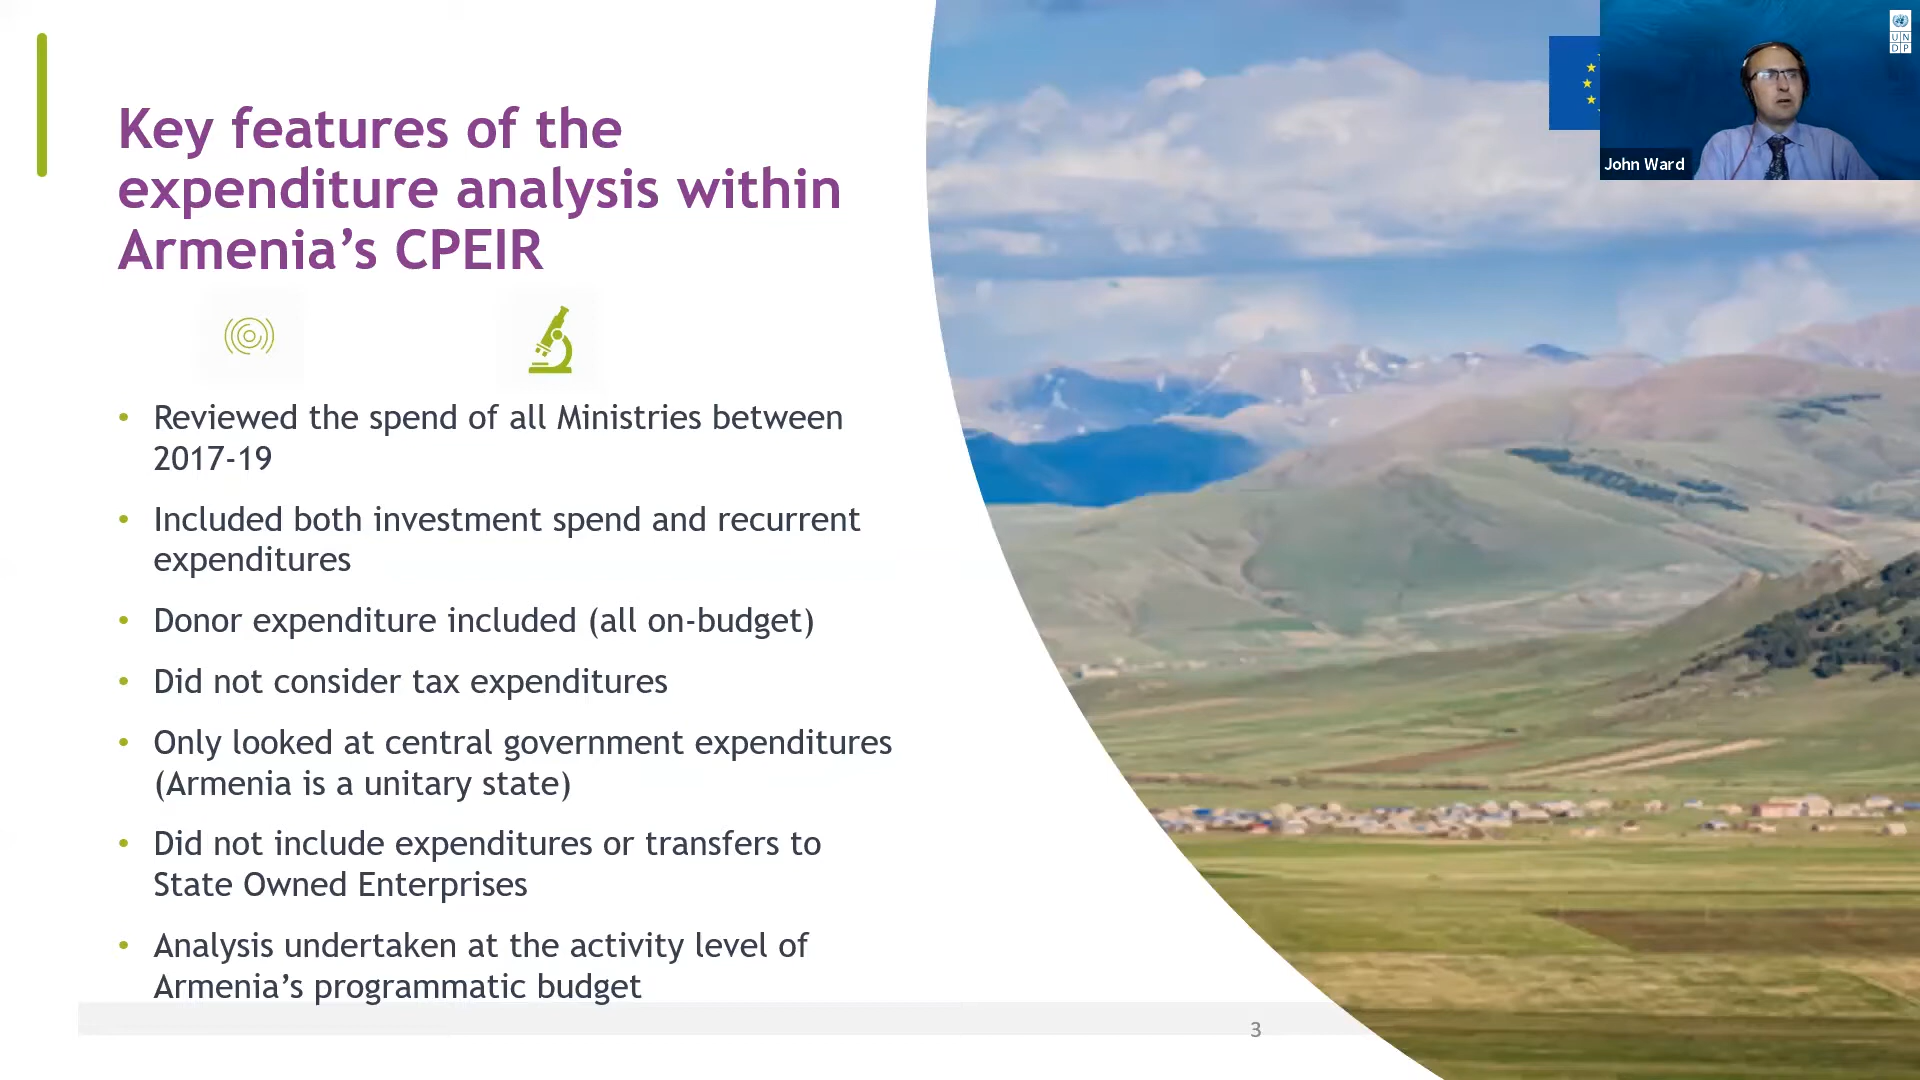 Key features of the
expenditure analysis within
Armenia’s CPEIR
• Reviewed the spend of all Ministries between
2017-19
• Included both investment spend and recurrent
expenditures
• Donor expenditure included (all on-budget)
• Did not consider tax expenditures
• Only looked at central government expenditures
(Armenia is a unitary state)
• Did not include expenditures or transfers to
State Owned Enterprises
• Analysis undertaken at the activity level of
Armenia’s programmatic budget
3
John Ward
U N
D P